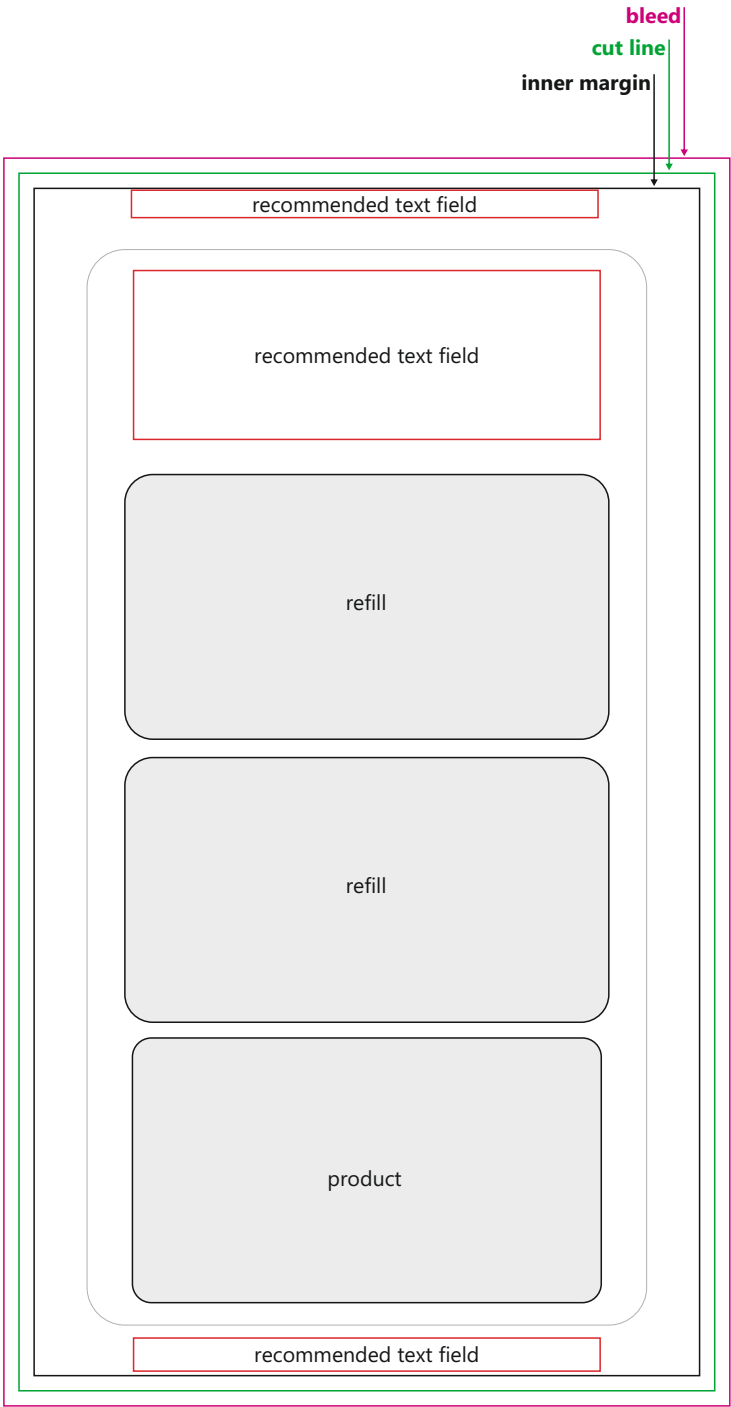 bleed
cut line
inner margin
recommended text field
recommended text field
refill
refill
product
recommended text field